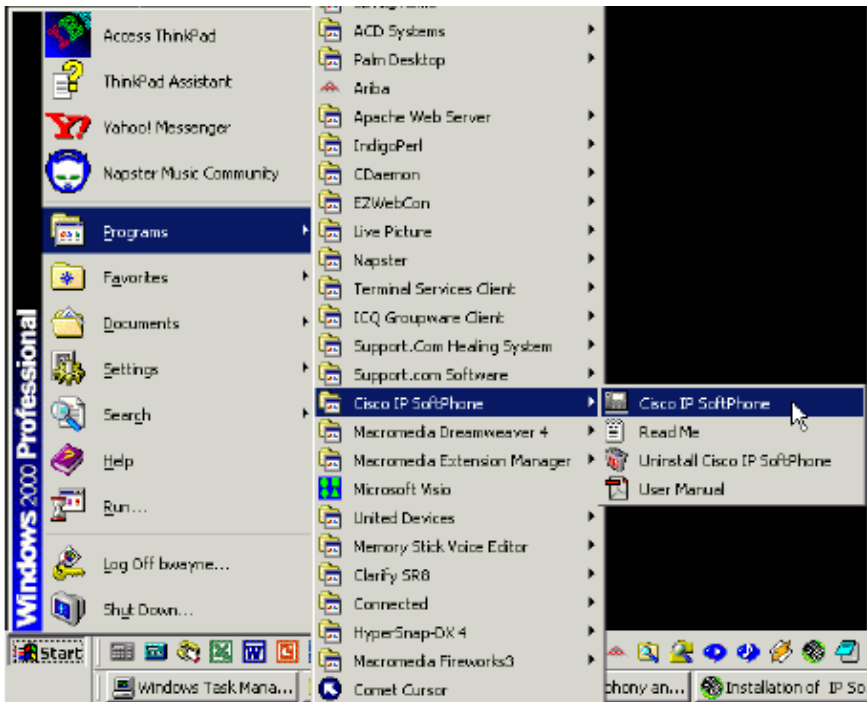 Access ThinkPad
ThinkPad Assistant
Yahoo! Messenger
Napster Music Community
Programs
Favorites
Documents
Settings
Search
Help
Run...
Log Off bwayne...
Shut Down...
Windows 2000 Professional
ACD Systems
Palm Desktop
Ariba
Apache Web Server
IndigoPerl
CDaemon
EZWebCon
Live Picture
Napster
Terminal Services Client
ICQ Groupware Client
Support.Com Healing System
Support.com Software
Cisco IP SoftPhone
Macromedia Dreamweaver 4
Macromedia Extension Manager
Microsoft Visio
United Devices
Memory Stick Voice Editor
Clarify SR8
Connected
HyperSnap-DX 4
Macromedia Fireworks3
Comet Cursor
Cisco IP SoftPhone
Read Me
Uninstall Cisco IP SoftPhone
User Manual
Start
Windows Task Mana...
phony an...
Installation of IP So